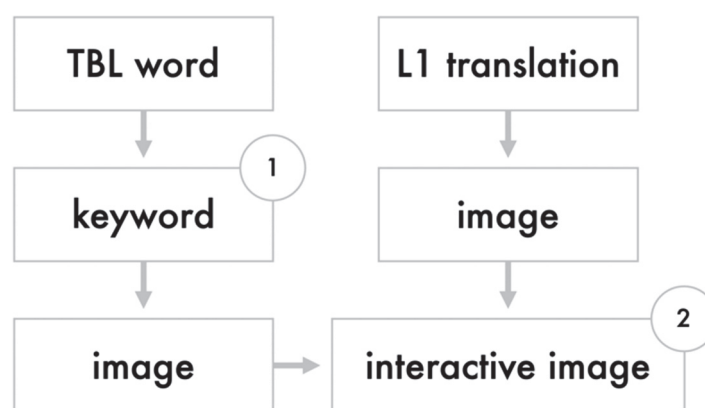 TBL word
L1 translation
1
keyword
image
2
image
interactive image